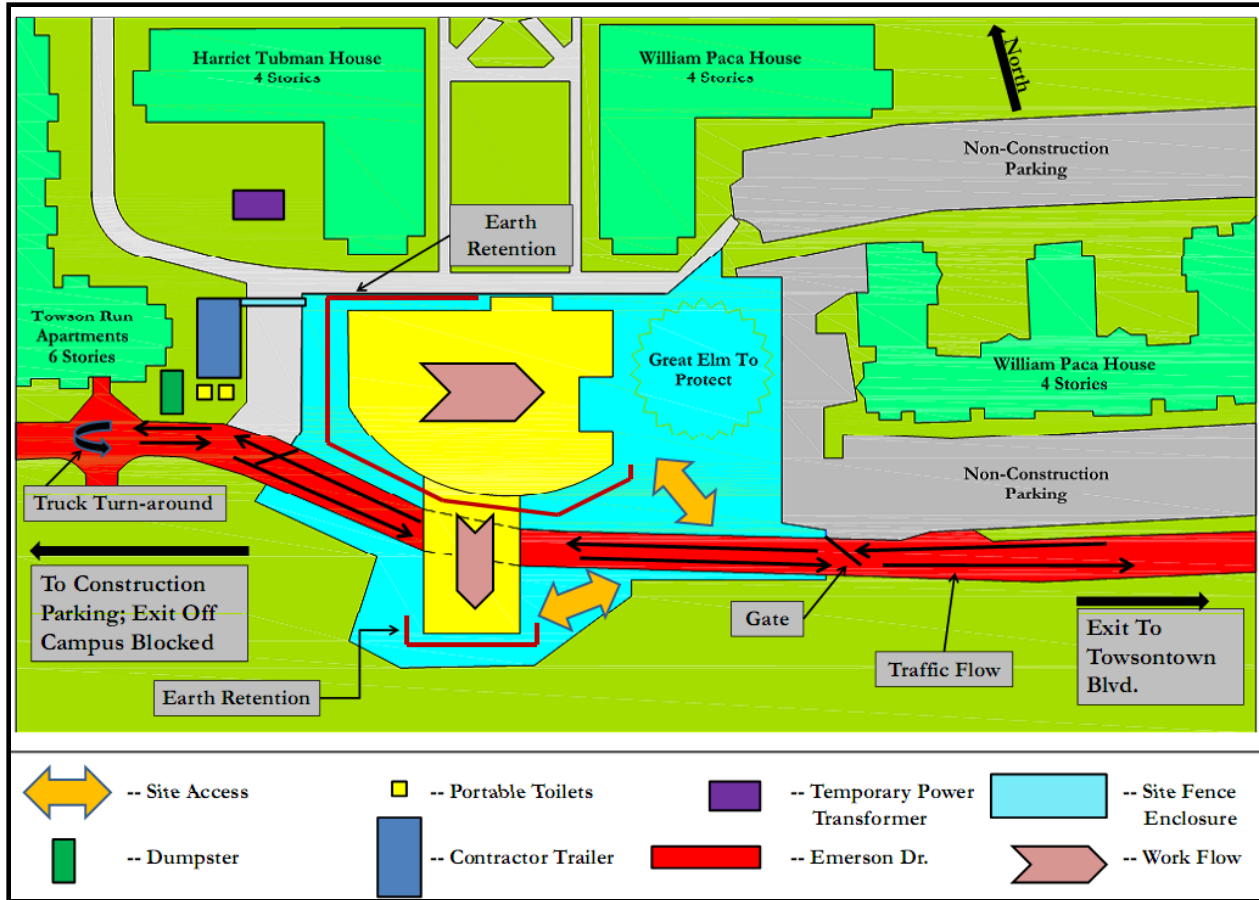 Harriet Tubman House
4 Stories
William Paca House
4 Stories
North
Non-Construction
Parking
Earth
Retention
Towson Run
Apartments
6 Stories
Great Elm To
Protect
William Paca House
4 Stories
Non-Construction
Parking
Truck Turn-around
To Construction
Parking; Exit Off
Campus Blocked
Gate
Exit To
Towsontown
Blvd.
Traffic Flow
Earth Retention
-- Site Access
-- Portable Toilets
-- Temporary Power
Transformer
-- Site Fence
Enclosure
-- Dumpster
-- Contractor Trailer
-- Emerson Dr.
-- Work Flow